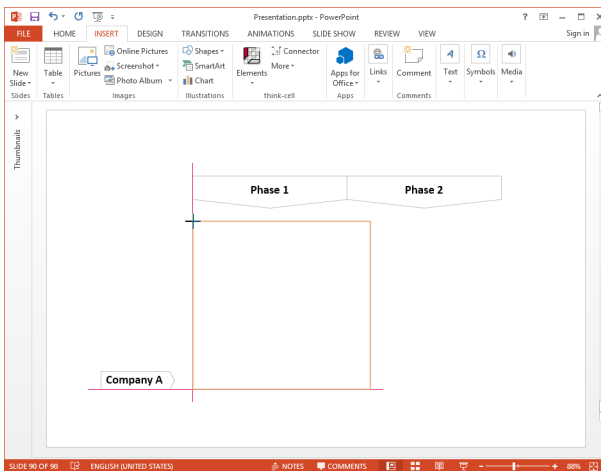 Presentation.pptx - PowerPoint
FILE HOME INSERT DESIGN TRANSITIONS ANIMATIONS SLIDE SHOW REVIEW VIEW Sign in
New Slide
Table
Pictures
Online Pictures
Screenshot
Photo Album
Shapes
SmartArt
Chart
Elements
Connector
More
Apps for Office
Links
Comment
Text
Symbols
Media
Slides Tables Images Illustrations think-cell Apps Comments
Thumbnails
Phase 1 Phase 2
Company A
SLIDE 90 OF 90 ENGLISH (UNITED STATES) NOTES COMMENTS 88%